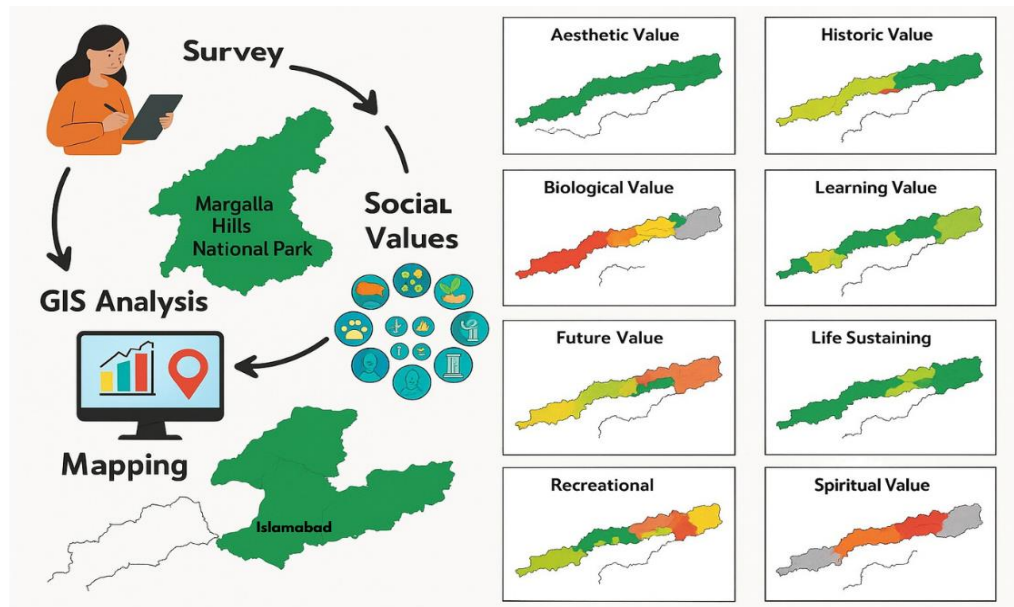 Survey
Margalla
Hills
National Park
Social
Values
GIS Analysis
Mapping
Islamabad
Aesthetic Value
Historic Value
Biological Value
Learning Value
Future Value
Life Sustaining
Recreational
Spiritual Value